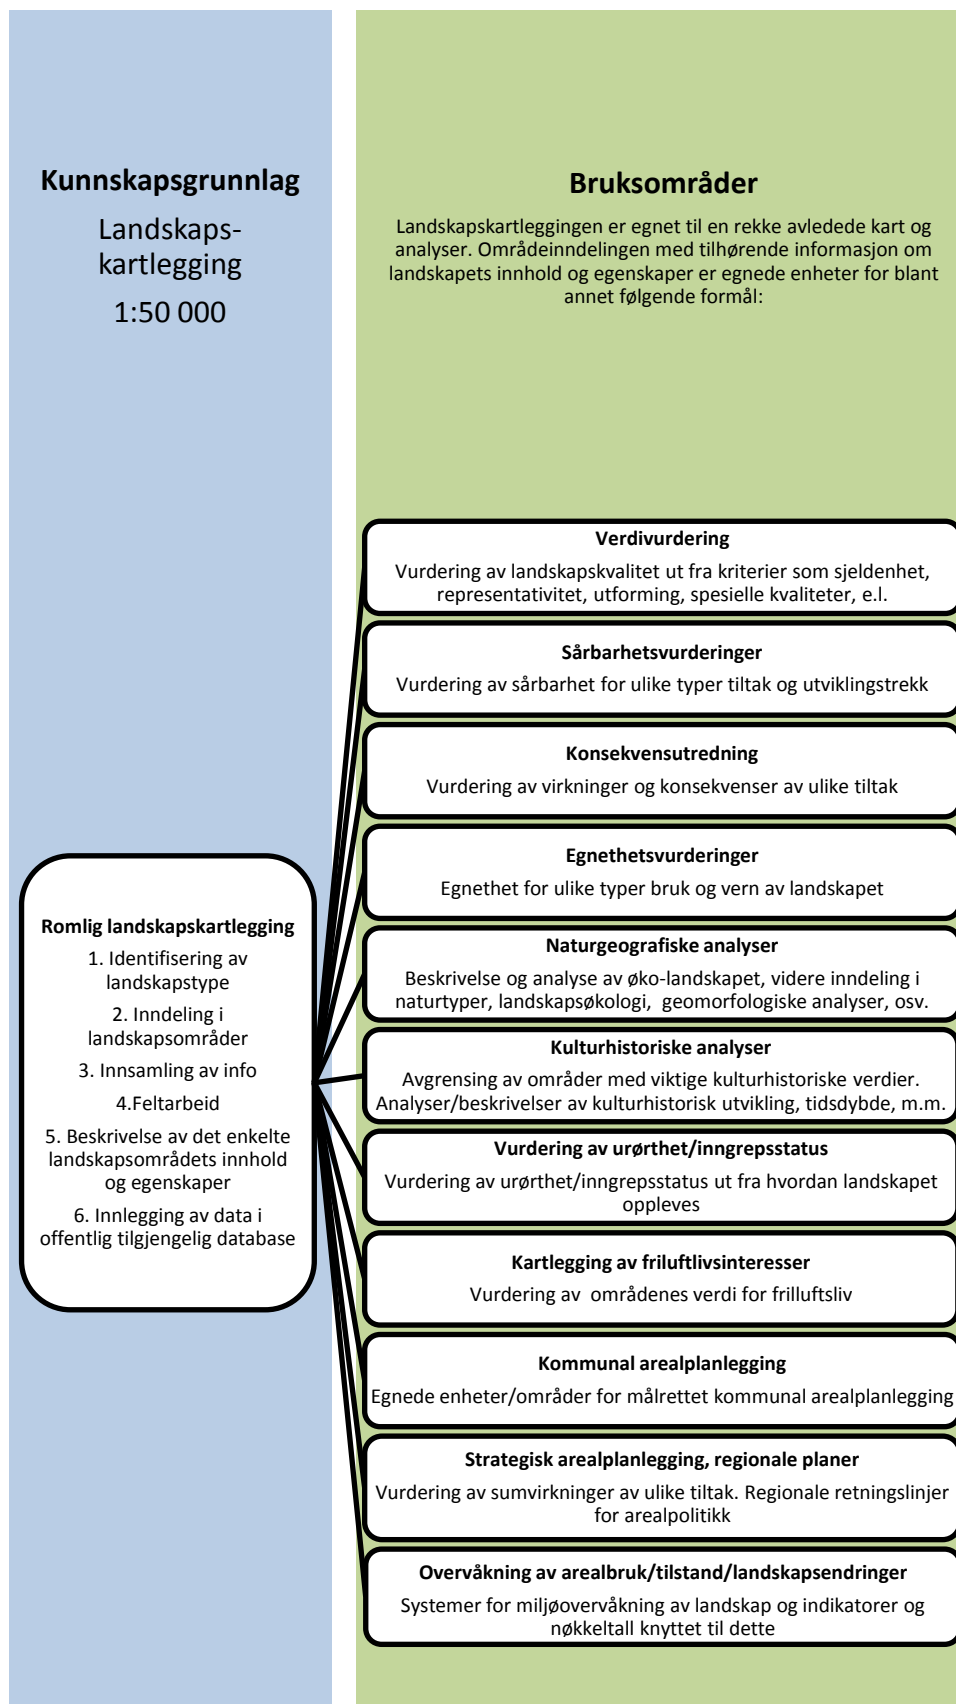 Kunnskapsgrunnlag
Landskaps-
kartlegging
1:50 000
Bruksområder
Landskapskartleggingen er egnet til en rekke avledede kart og
analyser. Områdeinndelingen med tilhørende informasjon om
landskapets innhold og egenskaper er egnede enheter for blant
annet følgende formål:
Romlig landskapskartlegging
1. Identifisering av
landskapstype
2. Inndeling i
landskapsområder
3. Innsamling av info
4.Feltarbeid
5. Beskrivelse av det enkelte
landskapsområdets innhold
og egenskaper
6. Innlegging av data i
offentlig tilgjengelig database
Verdivurdering
Vurdering av landskapskvalitet ut fra kriterier som sjeldenhet,
representativitet, utforming, spesielle kvaliteter, e.l.
Sårbarhetsvurderinger
Vurdering av sårbarhet for ulike typer tiltak og utviklingstrekk
Konsekvensutredning
Vurdering av virkninger og konsekvenser av ulike tiltak
Egnethetsvurderinger
Egnethet for ulike typer bruk og vern av landskapet
Naturgeografiske analyser
Beskrivelse og analyse av øko-landskapet, videre inndeling i
naturtyper, landskapsøkologi, geomorfologiske analyser, osv.
Kulturhistoriske analyser
Avgrensing av områder med viktige kulturhistoriske verdier.
Analyser/beskrivelser av kulturhistorisk utvikling, tidsdybde, m.m.
Vurdering av urørthet/inngrepsstatus
Vurdering av urørthet/inngrepsstatus ut fra hvordan landskapet
oppleves
Kartlegging av friluftlivsinteresser
Vurdering av områdenes verdi for frilluftsliv
Kommunal arealplanlegging
Egnede enheter/områder for målrettet kommunal arealplanlegging
Strategisk arealplanlegging, regionale planer
Vurdering av sumvirkninger av ulike tiltak. Regionale retningslinjer
for arealpolitikk
Overvåkning av arealbruk/tilstand/landskapsendringer
Systemer for miljøovervåkning av landskap og indikatorer og
nøkkeltall knyttet til dette